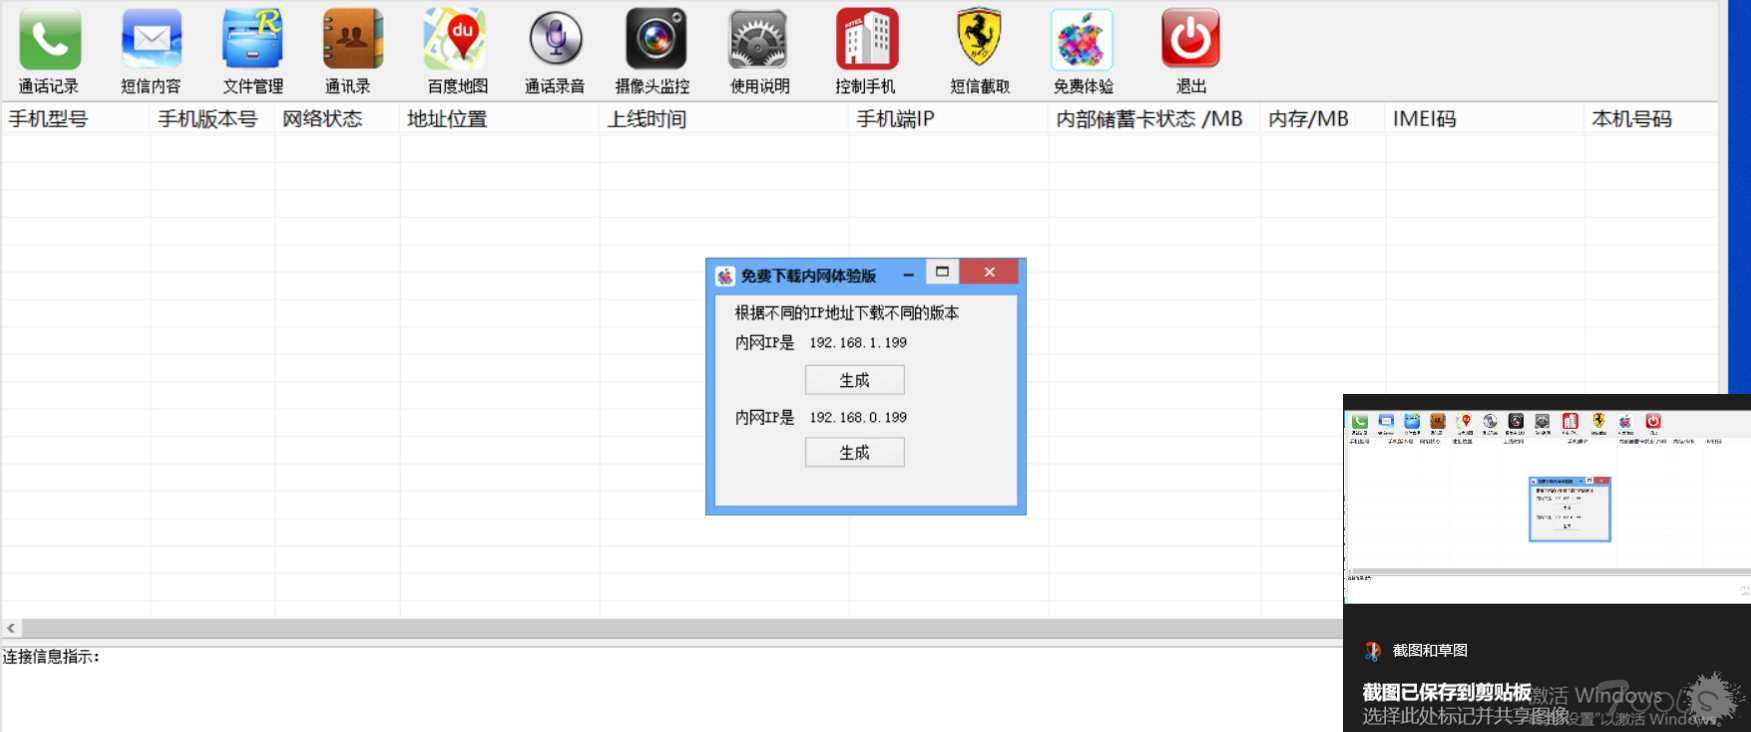 通话记录 短信内容 文件管理 通讯录 百度地图 通话录音 摄像头监控 使用说明 控制手机 短信截取 免费体验 退出
手机型号 手机版本号 网络状态 地址位置 上线时间 手机端IP 内部储蓄卡状态 /MB 内存/MB IMEI码 本机号码
免费下载内网体验版
根据不同的IP地址下载不同的版本
内网IP是 192.168.1.199
生成
内网IP是 192.168.0.199
生成
连接信息指示：
截图和草图
截图已保存到剪贴板
选择此处标记并共享图像
激活 Windows
设置"以激活 Windows。